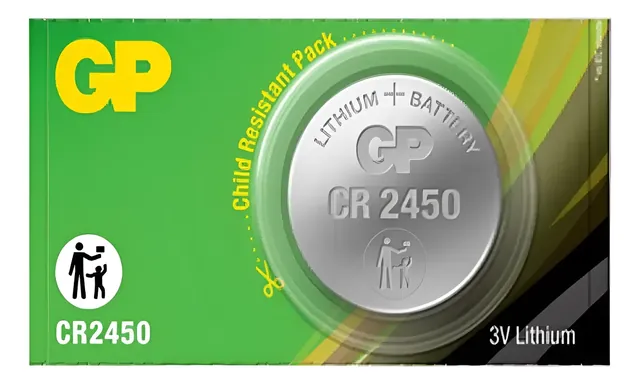 GP
Child Resistant Pack
LITHIUM + BATTERY
GP
CR 2450
CR2450
3V Lithium